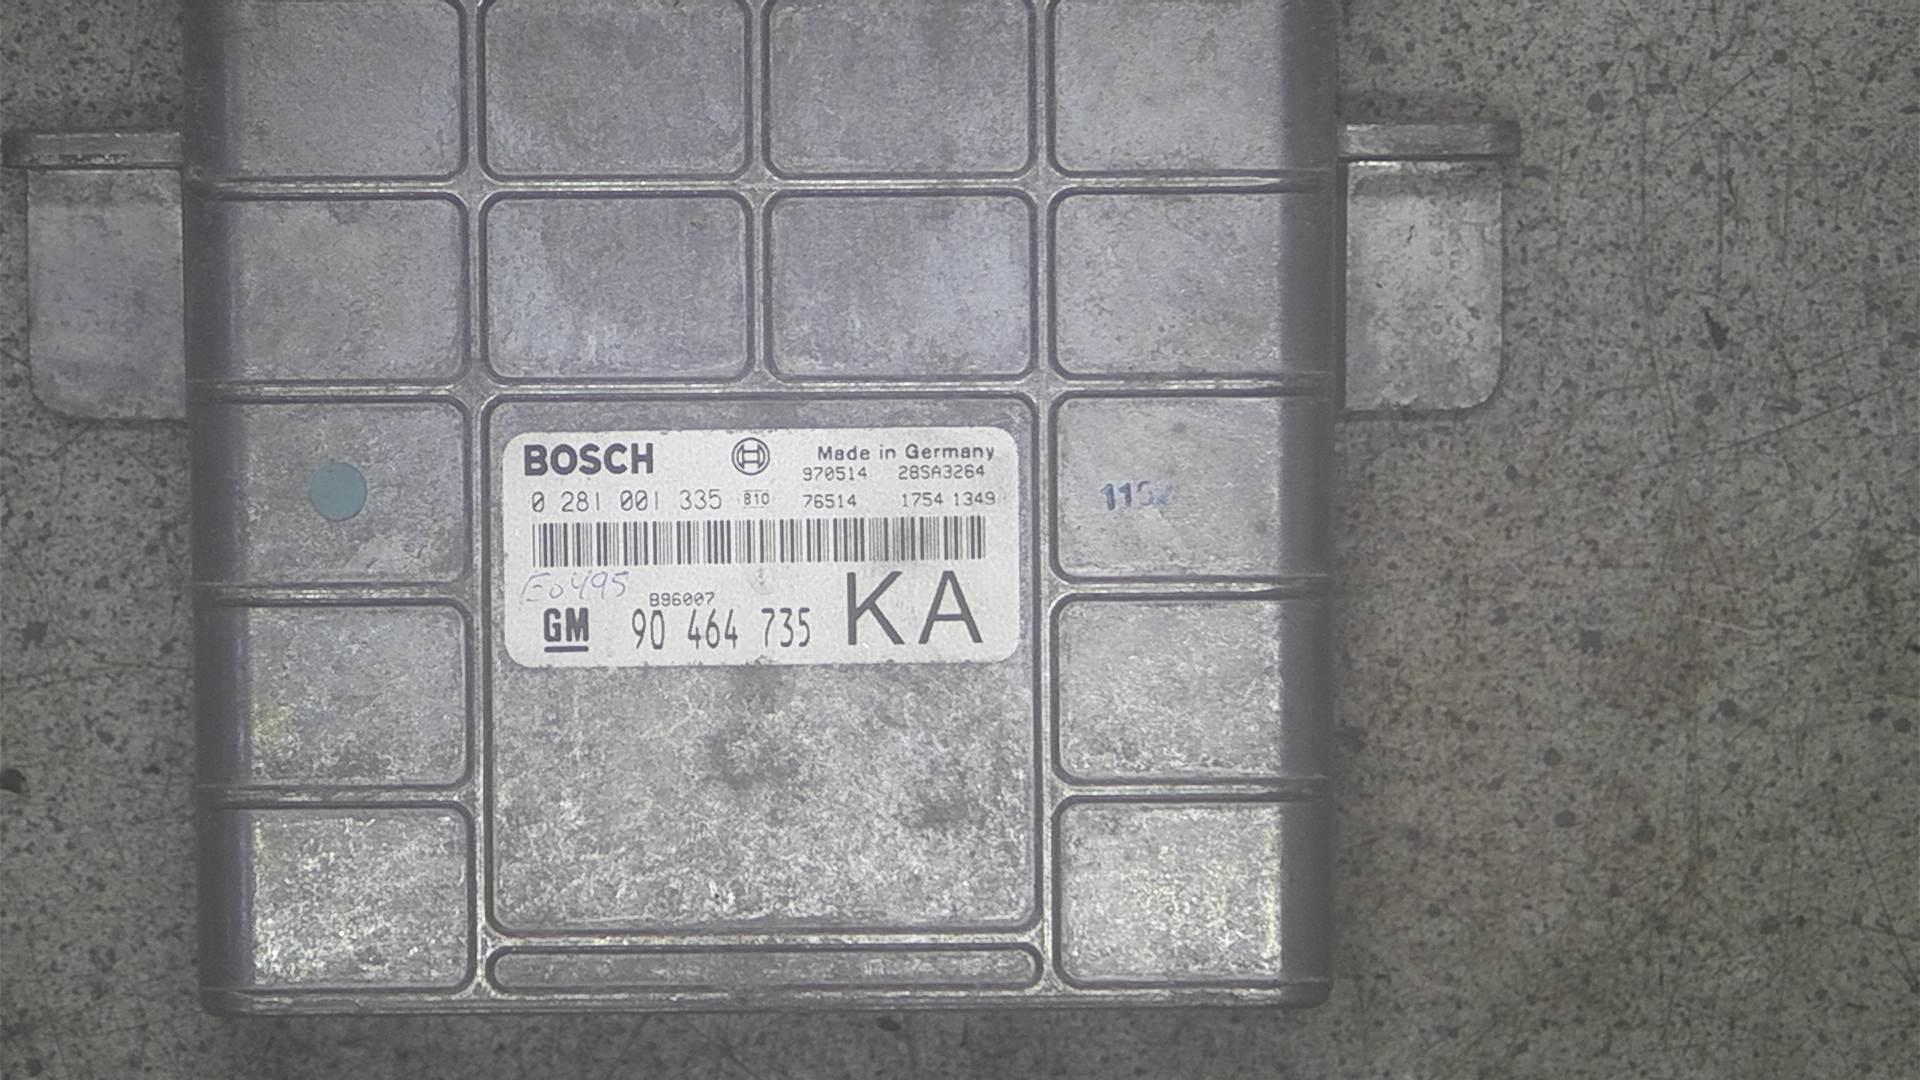 BOSCH Made in Germany
970514 28SA3264
0 281 001 335 810 76514 1754 1349
E0495
B96007
GM 90 464 735 KA